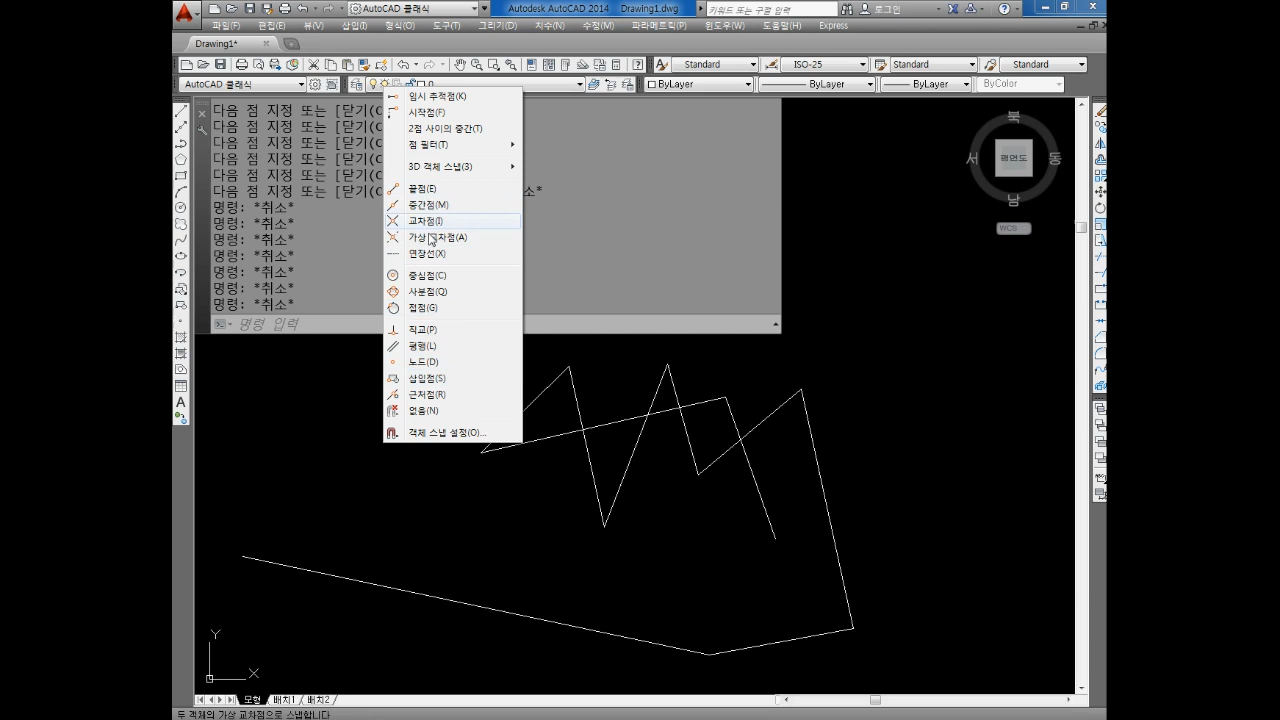 AutoCAD 클래식
Autodesk AutoCAD 2014 Drawing1.dwg
키워드 또는 구절 입력
로그인
파일(F) 편집(E) 뷰(V) 삽입(I) 형식(O) 도구(T) 그리기(D) 치수(N) 수정(M) 파라메트릭(P) 윈도우(W) 도움말(H) Express
Drawing1*
Standard ISO-25 Standard Standard
AutoCAD 클래식 0 ByLayer ByLayer ByLayer ByColor
다음 점 지정 또는 [닫기(C
다음 점 지정 또는 [닫기(C
다음 점 지정 또는 [닫기(C
다음 점 지정 또는 [닫기(C
다음 점 지정 또는 [닫기(C
다음 점 지정 또는 [닫기(C 소*
명령: *취소*
명령: *취소*
명령: *취소*
명령: *취소*
명령: *취소*
명령: *취소*
명령: *취소*
명령 입력
임시 추적점(K)
시작점(F)
2점 사이의 중간(T)
점 필터(T)
3D 객체 스냅(3)
끝점(E)
중간점(M)
교차점(I)
가상 교차점(A)
연장선(X)
중심점(C)
사분점(Q)
접점(G)
직교(P)
평행(L)
노드(D)
삽입점(S)
근처점(R)
없음(N)
객체 스냅 설정(O)...
북
서 평면도 동
남
WCS
Y
X
모형 배치1 배치2
두 객체의 가상 교차점으로 스냅합니다